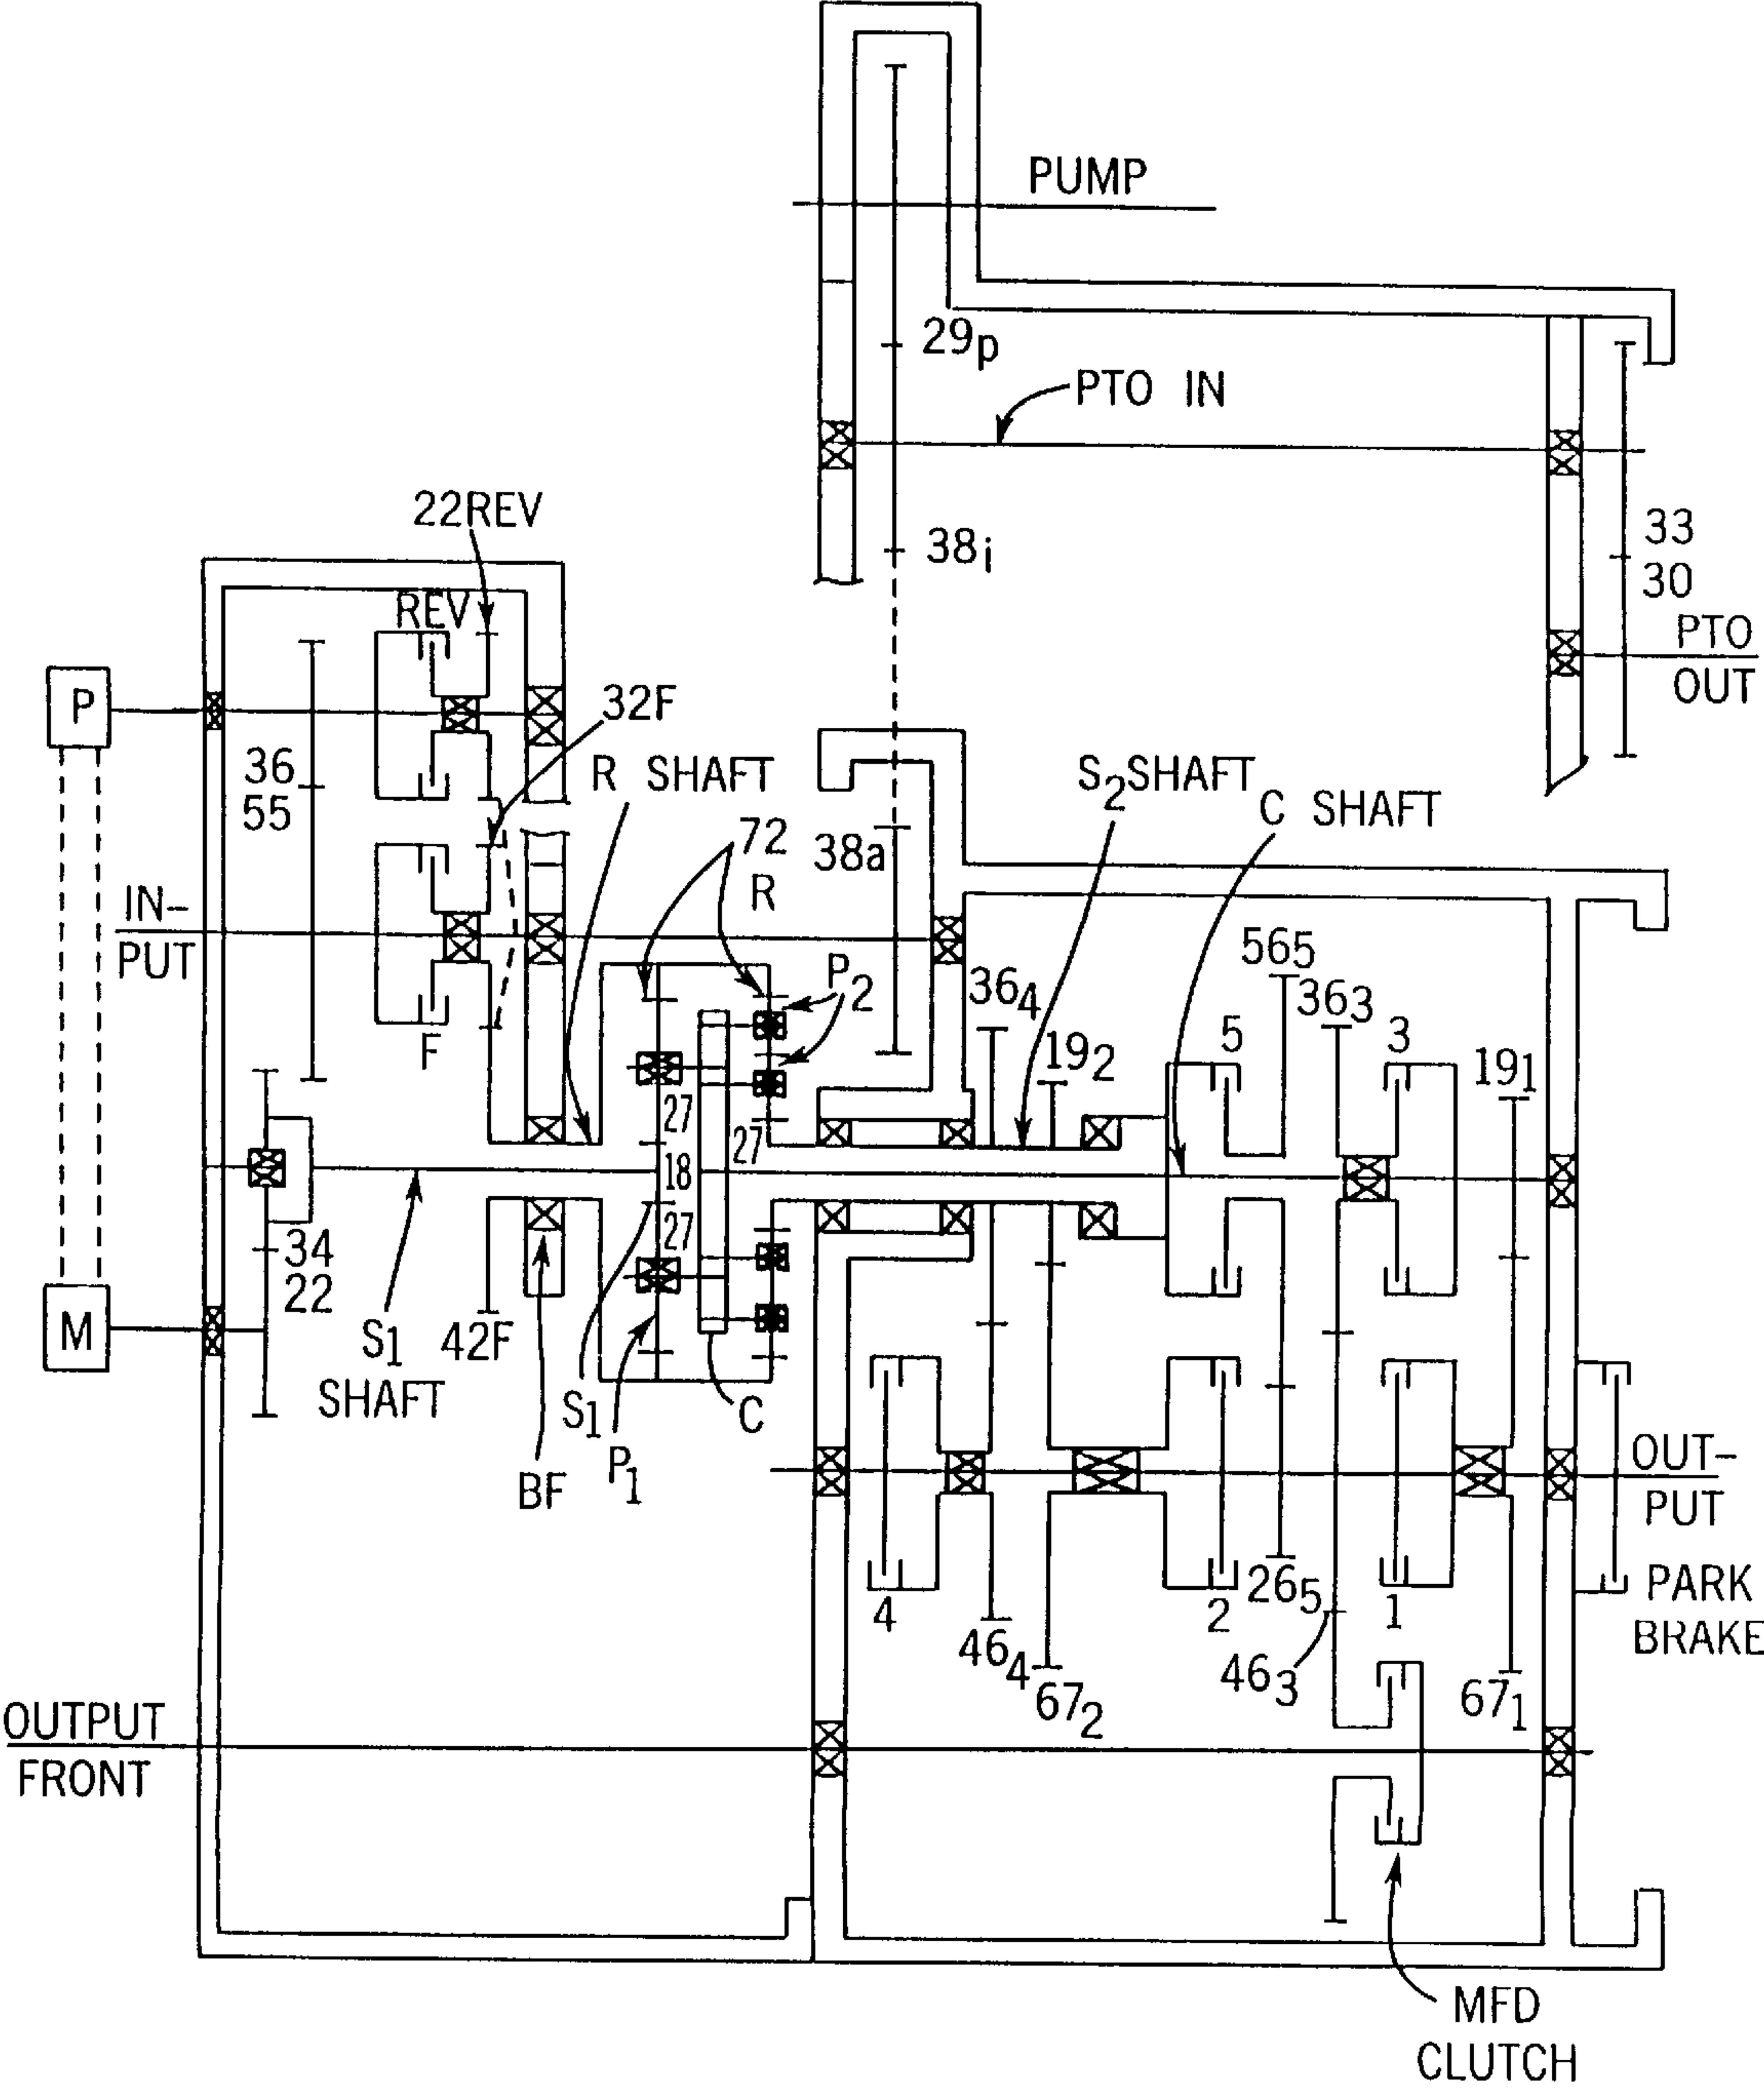 PUMP
29p
PTO IN
22REV
38i
33
30
REV
PTO
OUT
P
32F
36
55
R SHAFT
S2SHAFT
C SHAFT
72
R
38a
IN-
PUT
P2
565
364
363
F
5
3
192
191
27
27
18
27
34
22
M
S1
SHAFT
42F
S1
C
BF
P1
OUT-
PUT
4
2
265
1
PARK
BRAKE
464
463
672
671
OUTPUT
FRONT
MFD
CLUTCH